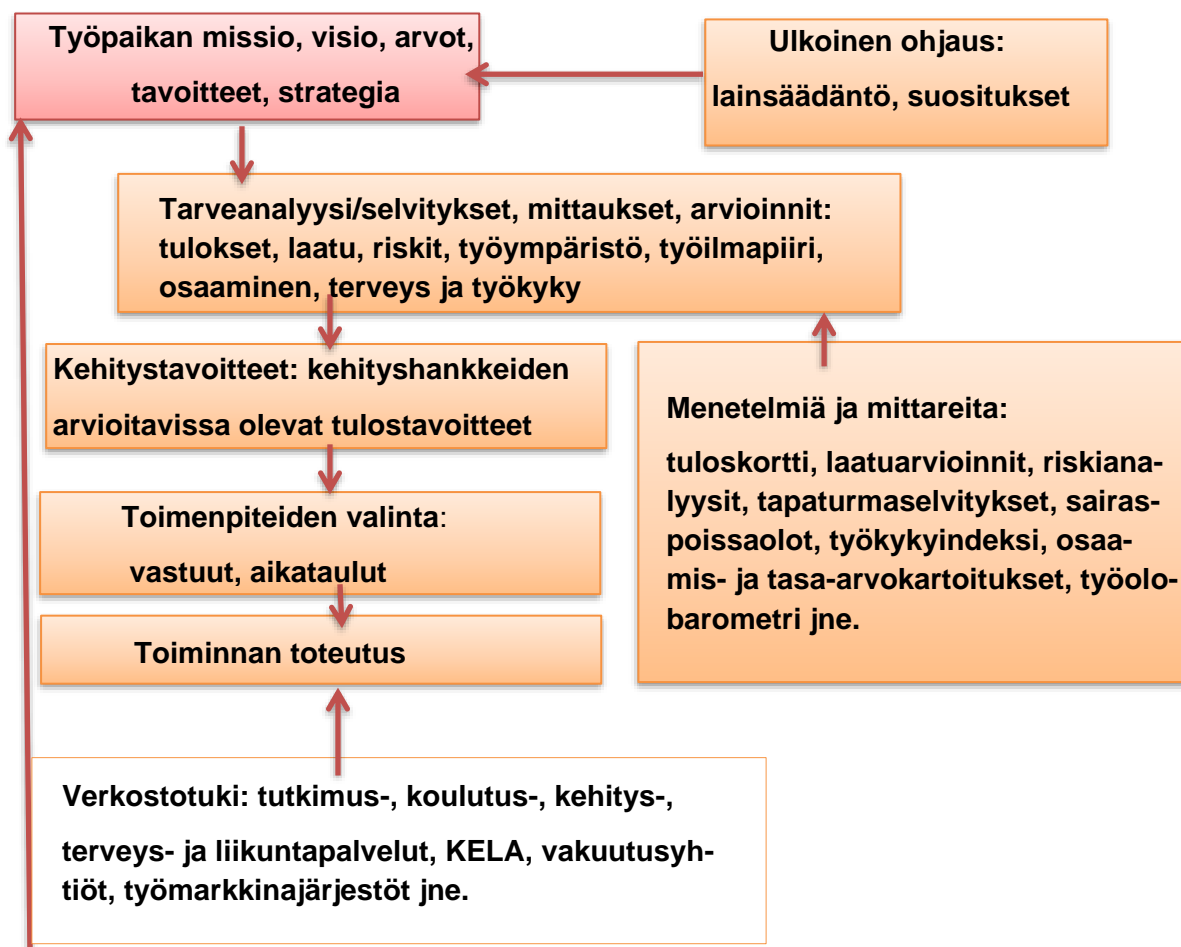 Työpaikan missio, visio, arvot,
tavoitteet, strategia
Ulkoinen ohjaus:
lainsäädäntö, suositukset
Tarveanalyysi/selvitykset, mittaukset, arvioinnit:
tulokset, laatu, riskit, työympäristö, työilmapiiri,
osaaminen, terveys ja työkyky
Kehitystavoitteet: kehityshankkeiden
arvioitavissa olevat tulostavoitteet
Menetelmiä ja mittareita:
tuloskortti, laatuarvioinnit, riskiana-
lyysit, tapaturmaselvitykset, sairas-
poissaolot, työkykyindeksi, osaa-
mis- ja tasa-arvokartoitukset, työolo-
barometri jne.
Toimenpiteiden valinta:
vastuut, aikataulut
Toiminnan toteutus
Verkostotuki: tutkimus-, koulutus-, kehitys-,
terveys- ja liikuntapalvelut, KELA, vakuutusyh-
tiöt, työmarkkinajärjestöt jne.